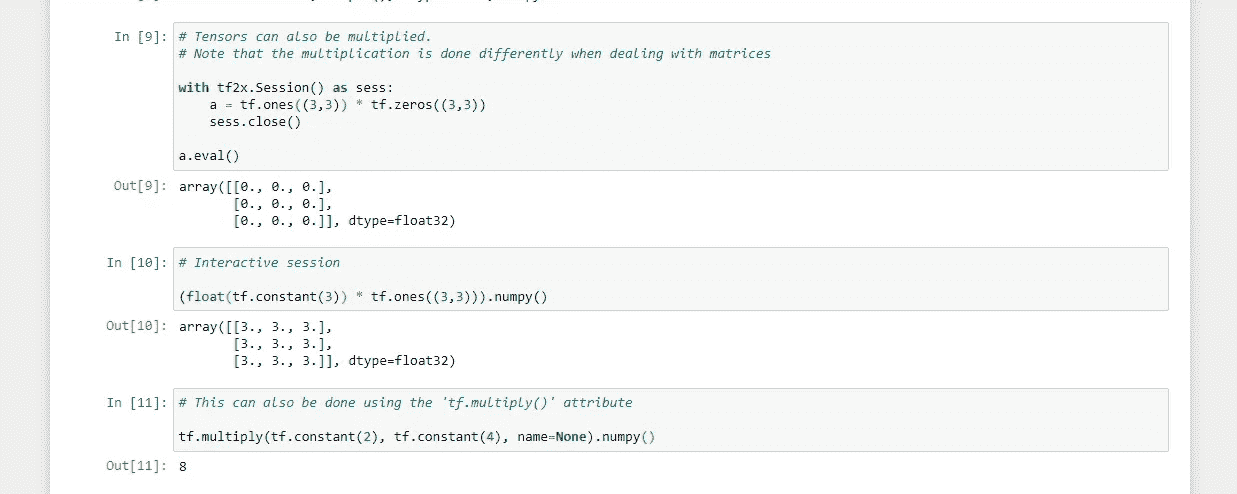 In [9]: # Tensors can also be multiplied.
# Note that the multiplication is done differently when dealing with matrices
with tf2x.Session() as sess:
a = tf.ones((3,3)) * tf.zeros((3,3))
sess.close()
a.eval()
Out[9]: array([[0., 0., 0.],
[0., 0., 0.],
[0., 0., 0.]], dtype=float32)
In [10]: # Interactive session
(float(tf.constant(3)) * tf.ones((3,3))).numpy()
Out[10]: array([[3., 3., 3.],
[3., 3., 3.],
[3., 3., 3.]], dtype=float32)
In [11]: # This can also be done using the 'tf.multiply()' attribute
tf.multiply(tf.constant(2), tf.constant(4), name=None).numpy()
Out[11]: 8